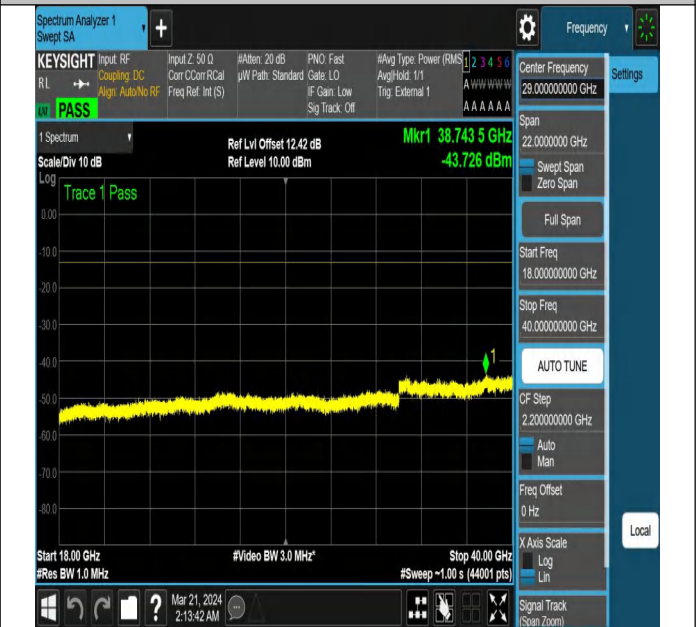 Spectrum Analyzer 1
Swept SA
+
Frequency
KEYSIGHT
RL
PASS
Input: RF
Coupling: DC
Align: Auto/No RF
Input Z: 50 Ω
Corr CCorr RCal
Freq Ref: Int (S)
#Atten: 20 dB
µW Path: Standard
PNO: Fast
Gate: LO
IF Gain: Low
Sig Track: Off
#Avg Type: Power (RMS
Avg|Hold: 1/1
Trig: External 1
1 2 3 4 5 6
A W W W W W
A A A A A A
Center Frequency
29.000000000 GHz
Settings
1 Spectrum
Scale/Div 10 dB
Ref Lvl Offset 12.42 dB
Ref Level 10.00 dBm
Mkr1 38.743 5 GHz
-43.726 dBm
Log
Trace 1 Pass
0.00
-10.0
-20.0
-30.0
-40.0
-50.0
-60.0
-70.0
-80.0
1
Span
22.0000000 GHz
Swept Span
Zero Span
Full Span
Start Freq
18.000000000 GHz
Stop Freq
40.000000000 GHz
AUTO TUNE
CF Step
2.200000000 GHz
Auto
Man
Freq Offset
0 Hz
X Axis Scale
Log
Lin
Signal Track
(Span Zoom)
Local
Start 18.00 GHz
#Res BW 1.0 MHz
#Video BW 3.0 MHz*
Stop 40.00 GHz
#Sweep ~1.00 s (44001 pts)
?
Mar 21, 2024
2:13:42 AM